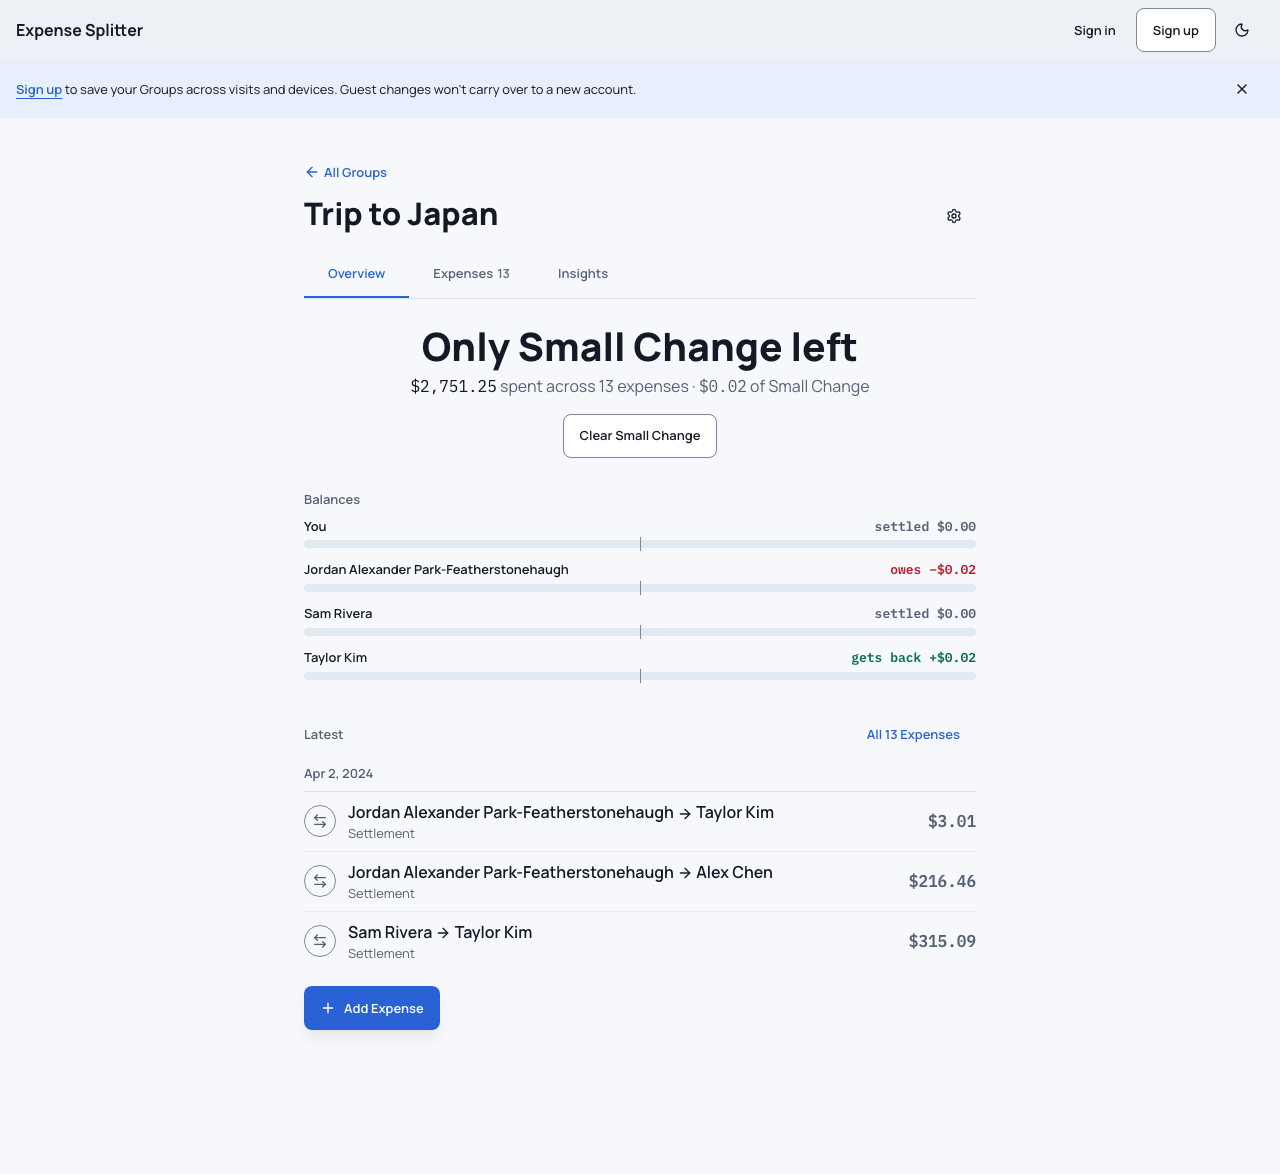 Expense Splitter
Sign in
Sign up
Sign up to save your Groups across visits and devices. Guest changes won't carry over to a new account.
All Groups
Trip to Japan
Overview
Expenses 13
Insights
Only Small Change left
$2,751.25 spent across 13 expenses · $0.02 of Small Change
Clear Small Change
Balances
You
settled $0.00
Jordan Alexander Park-Featherstonehaugh
owes −$0.02
Sam Rivera
settled $0.00
Taylor Kim
gets back +$0.02
Latest
All 13 Expenses
Apr 2, 2024
Jordan Alexander Park-Featherstonehaugh → Taylor Kim
$3.01
Settlement
Jordan Alexander Park-Featherstonehaugh → Alex Chen
$216.46
Settlement
Sam Rivera → Taylor Kim
$315.09
Settlement
Add Expense